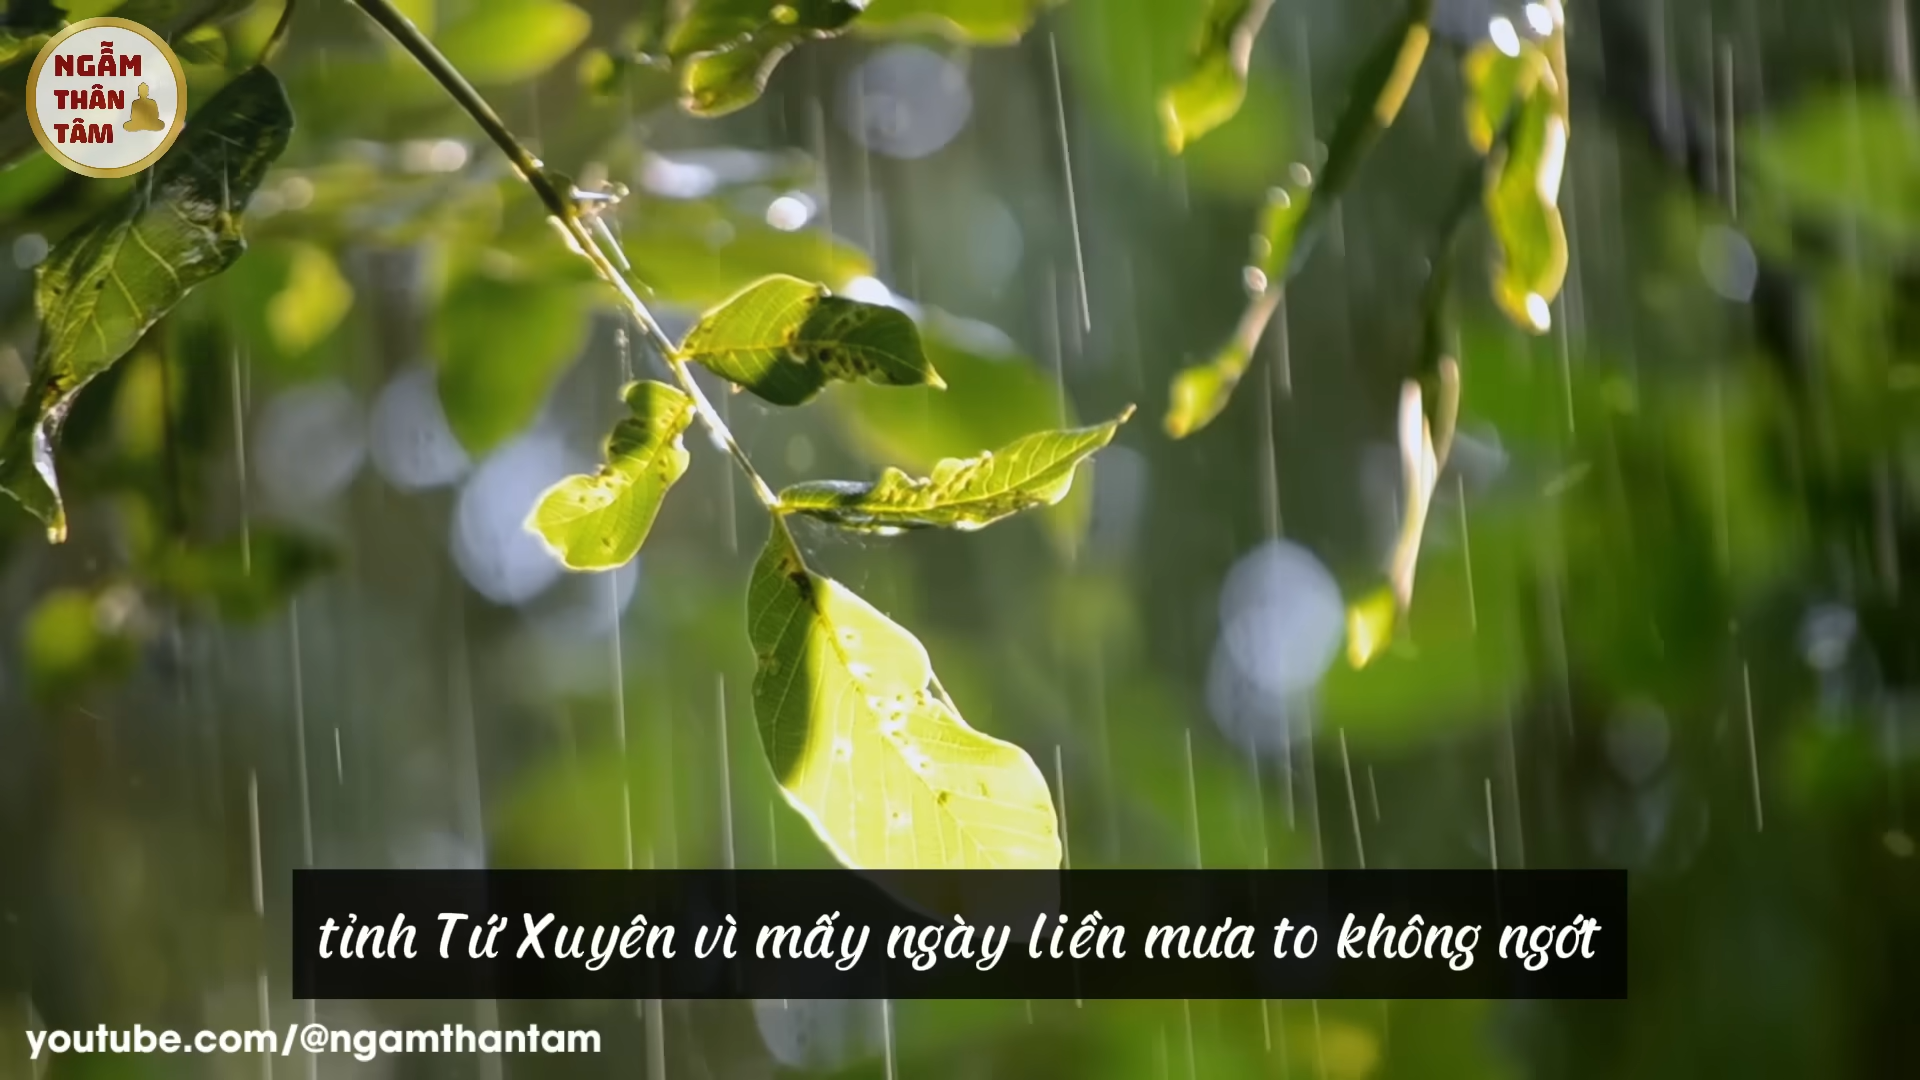 NGẪM
THÂN
TÂM
tỉnh Tứ Xuyên vì mấy ngày liền mưa to không ngớt
youtube.com/@ngamthantam